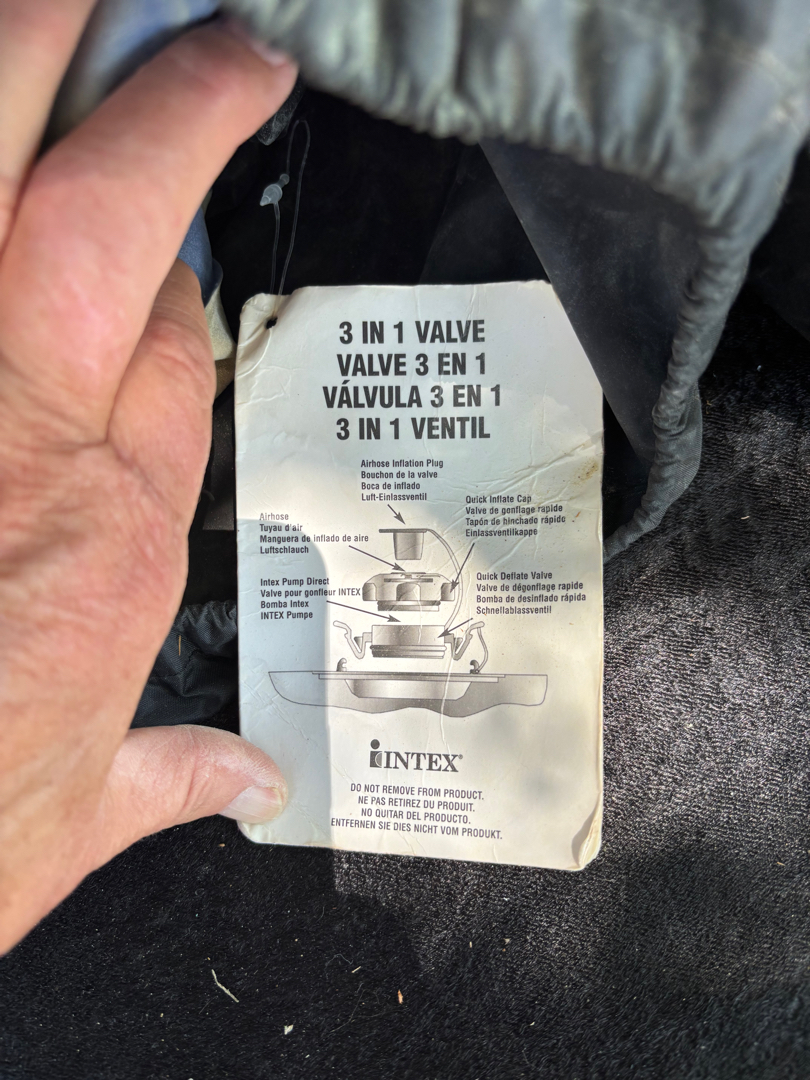 3 IN 1 VALVE
VALVE 3 EN 1
VÁLVULA 3 EN 1
3 IN 1 VENTIL
Airhose Inflation Plug
Bouchon de la valve
Boca de inflado
Luft-Einlassventil
Quick Inflate Cap
Valve de gonflage rapide
Tapón de hinchado rápido
Einlassventilkappe
Airhose
Tuyau d'air
Manguera de inflado de aire
Luftschlauch
Intex Pump Direct
Valve pour gonfleur INTEX
Bomba Intex
INTEX Pumpe
Quick Deflate Valve
Valve de dégonflage rapide
Bomba de desinflado rápida
Schnellablassventil
INTEX®
DO NOT REMOVE FROM PRODUCT.
NE PAS RETIREZ DU PRODUIT.
NO QUITAR DEL PRODUCTO.
ENTFERNEN SIE DIES NICHT VOM PRODUKT.